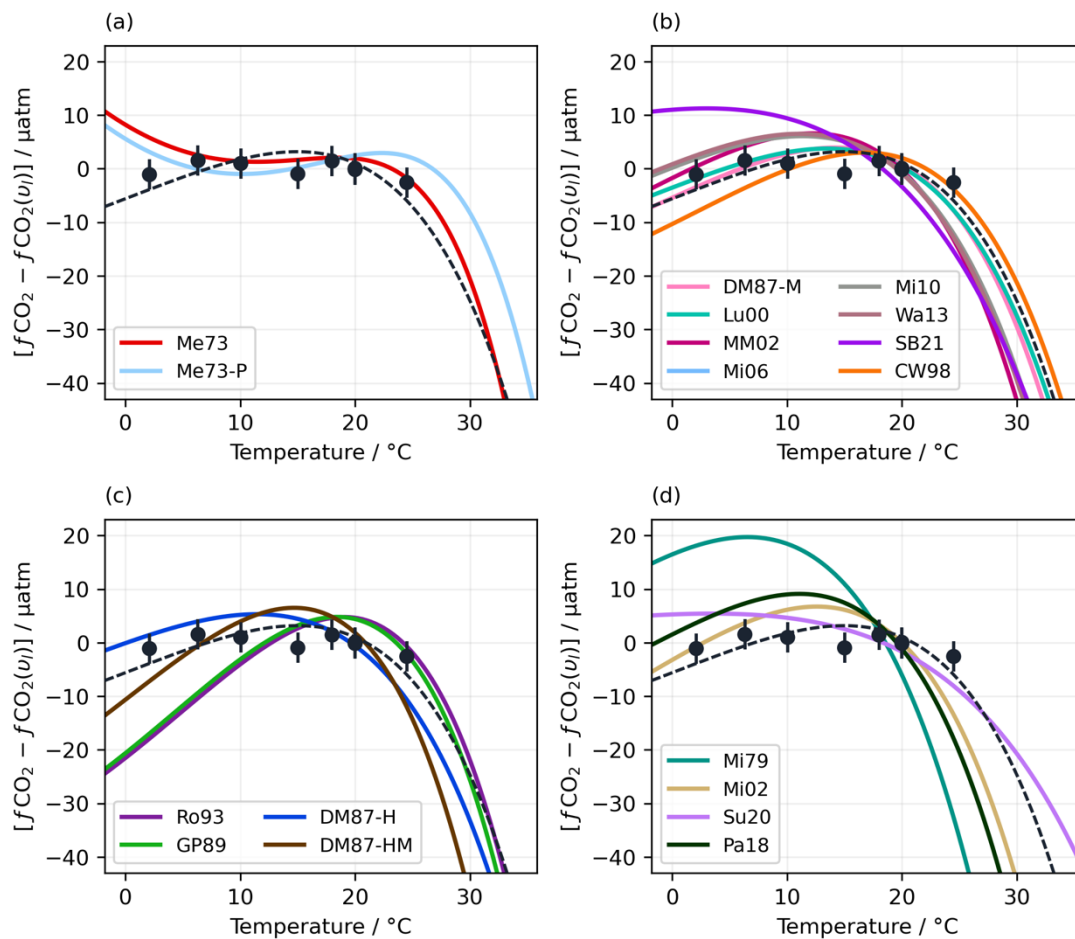 (a)
[fCO₂ − fCO₂(υₗ)] / μatm
20
10
0
−10
−20
−30
−40
Me73
Me73-P
0
10
20
30
Temperature / °C
(b)
[fCO₂ − fCO₂(υₗ)] / μatm
20
10
0
−10
−20
−30
−40
DM87-M
Lu00
MM02
Mi06
Mi10
Wa13
SB21
CW98
0
10
20
30
Temperature / °C
(c)
[fCO₂ − fCO₂(υₗ)] / μatm
20
10
0
−10
−20
−30
−40
Ro93
GP89
DM87-H
DM87-HM
0
10
20
30
Temperature / °C
(d)
[fCO₂ − fCO₂(υₗ)] / μatm
20
10
0
−10
−20
−30
−40
Mi79
Mi02
Su20
Pa18
0
10
20
30
Temperature / °C